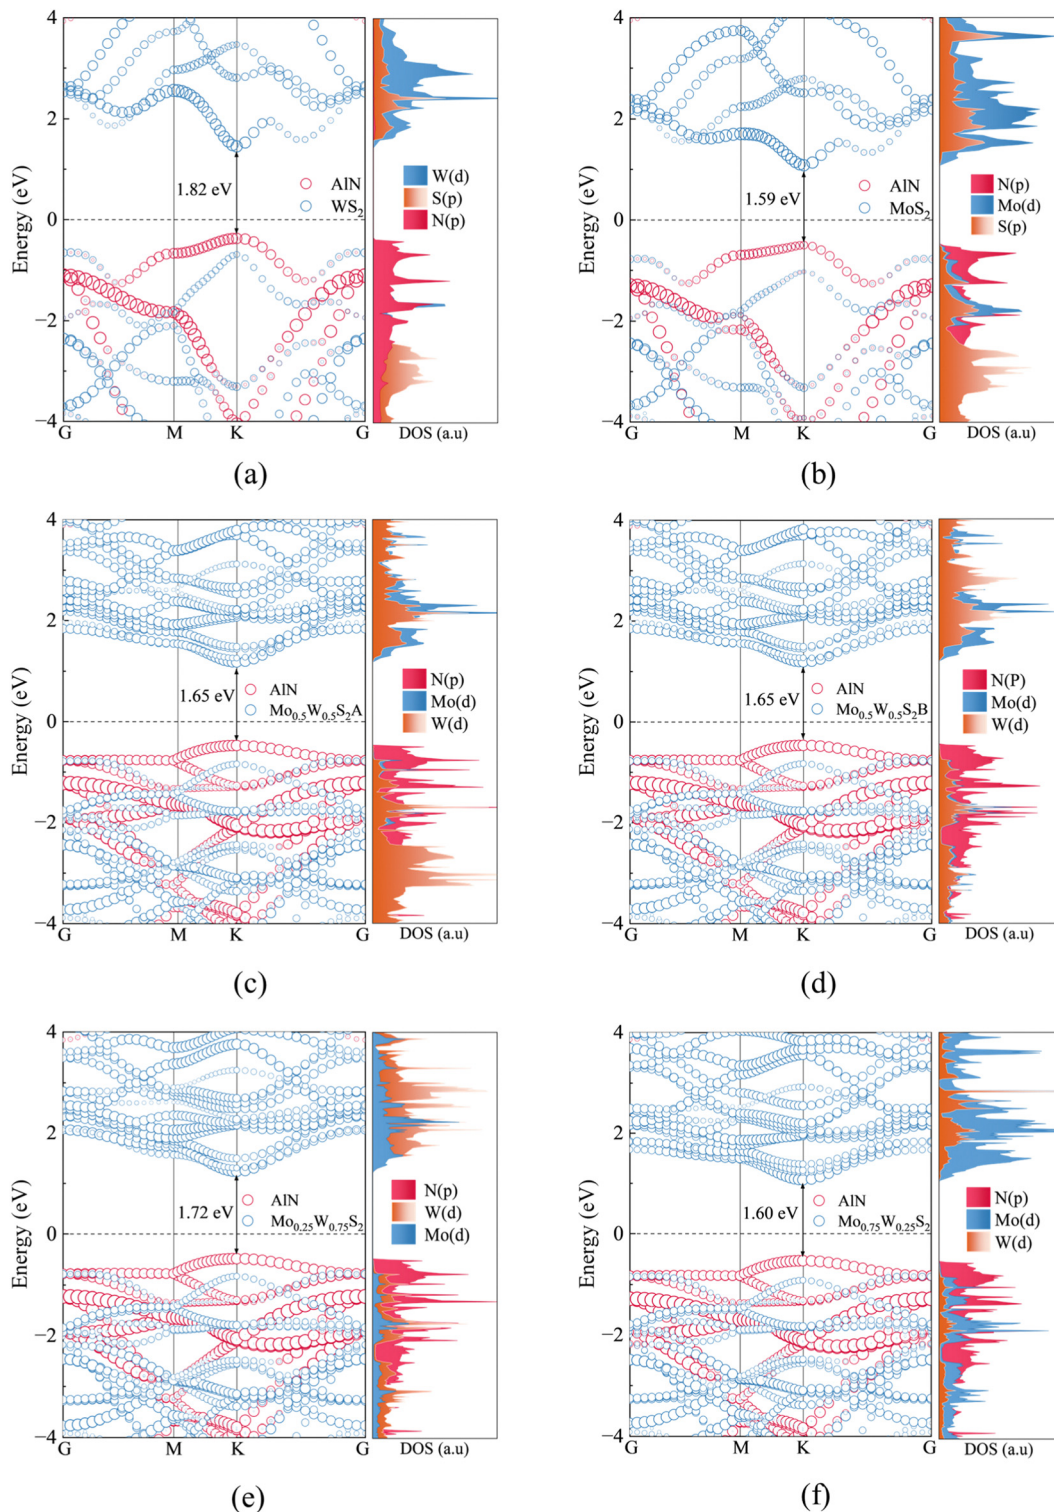 4
2
0
−2
−4
Energy (eV)
1.82 eV
AlN
WS2
G M K G
W(d)
S(p)
N(p)
DOS (a.u)
(a)
4
2
0
−2
−4
Energy (eV)
1.59 eV
AlN
MoS2
G M K G
N(p)
Mo(d)
S(p)
DOS (a.u)
(b)
4
2
0
−2
−4
Energy (eV)
1.65 eV
AlN
Mo0.5W0.5S2A
G M K G
N(p)
Mo(d)
W(d)
DOS (a.u)
(c)
4
2
0
−2
−4
Energy (eV)
1.65 eV
AlN
Mo0.5W0.5S2B
G M K G
N(P)
Mo(d)
W(d)
DOS (a.u)
(d)
4
2
0
−2
−4
Energy (eV)
1.72 eV
AlN
Mo0.25W0.75S2
G M K G
N(p)
W(d)
Mo(d)
DOS (a.u)
(e)
4
2
0
−2
−4
Energy (eV)
1.60 eV
AlN
Mo0.75W0.25S2
G M K G
N(p)
Mo(d)
W(d)
DOS (a.u)
(f)